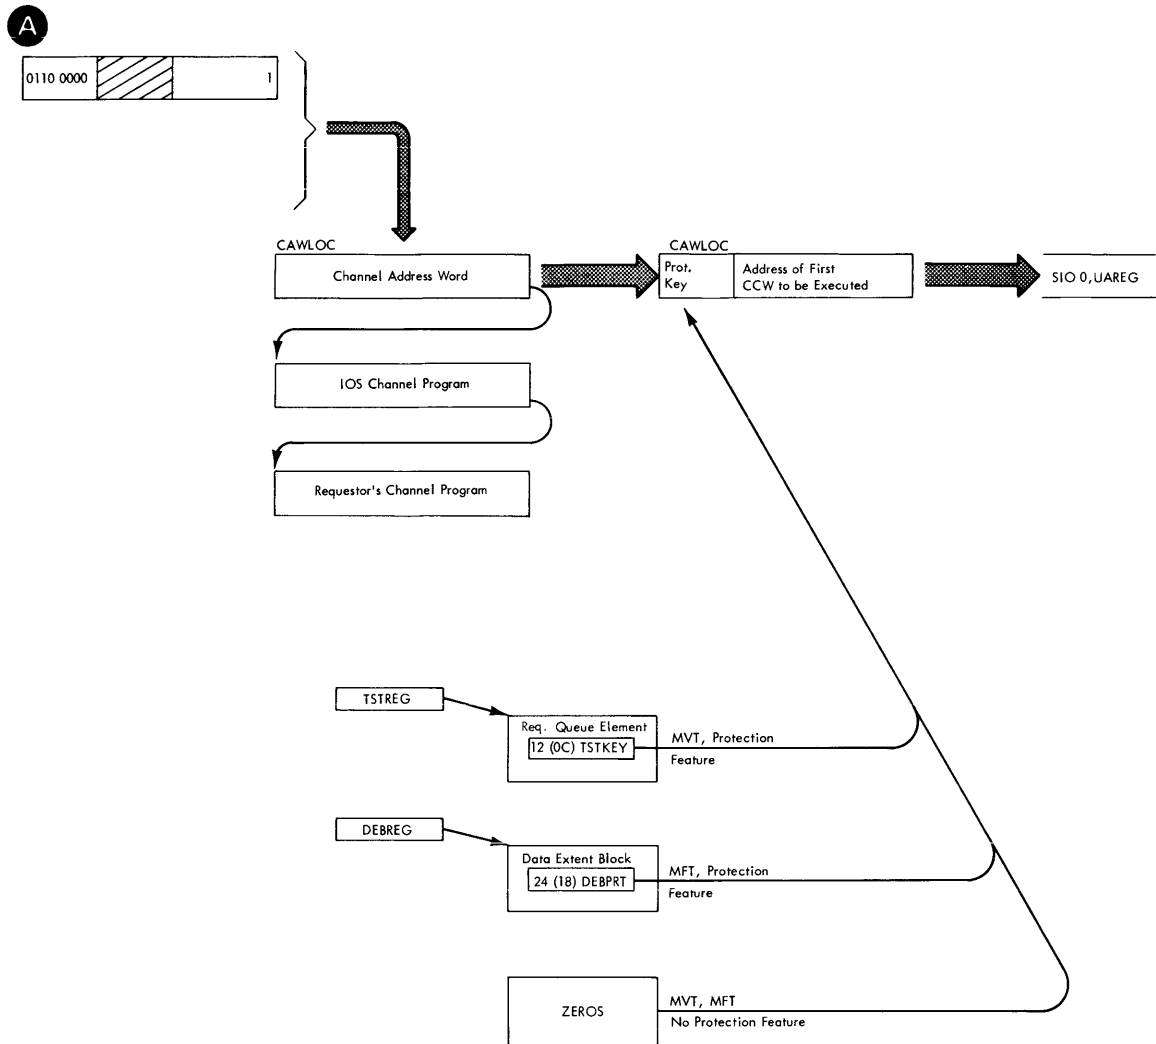 A
0110 0000 1
CAWLOC
Channel Address Word
CAWLOC
Prot.
Key
Address of First
CCW to be Executed
SIO 0,UAREG
IOS Channel Program
Requestor's Channel Program
TSTREG
Req. Queue Element
12 (0C) TSTKEY
MVT, Protection
Feature
DEBREG
Data Extent Block
24 (18) DEBPRT
MFT, Protection
Feature
ZEROS
MVT, MFT
No Protection Feature